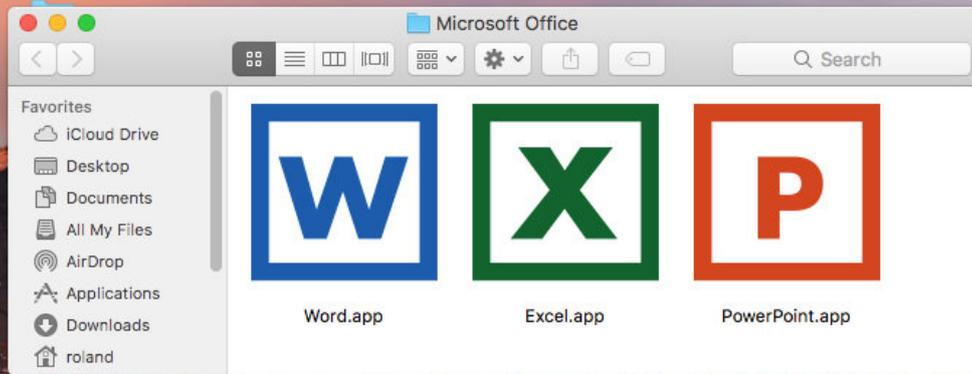 Microsoft Office
Search
Favorites
iCloud Drive
Desktop
Documents
All My Files
AirDrop
Applications
Downloads
roland
W
X
P
Word.app
Excel.app
PowerPoint.app